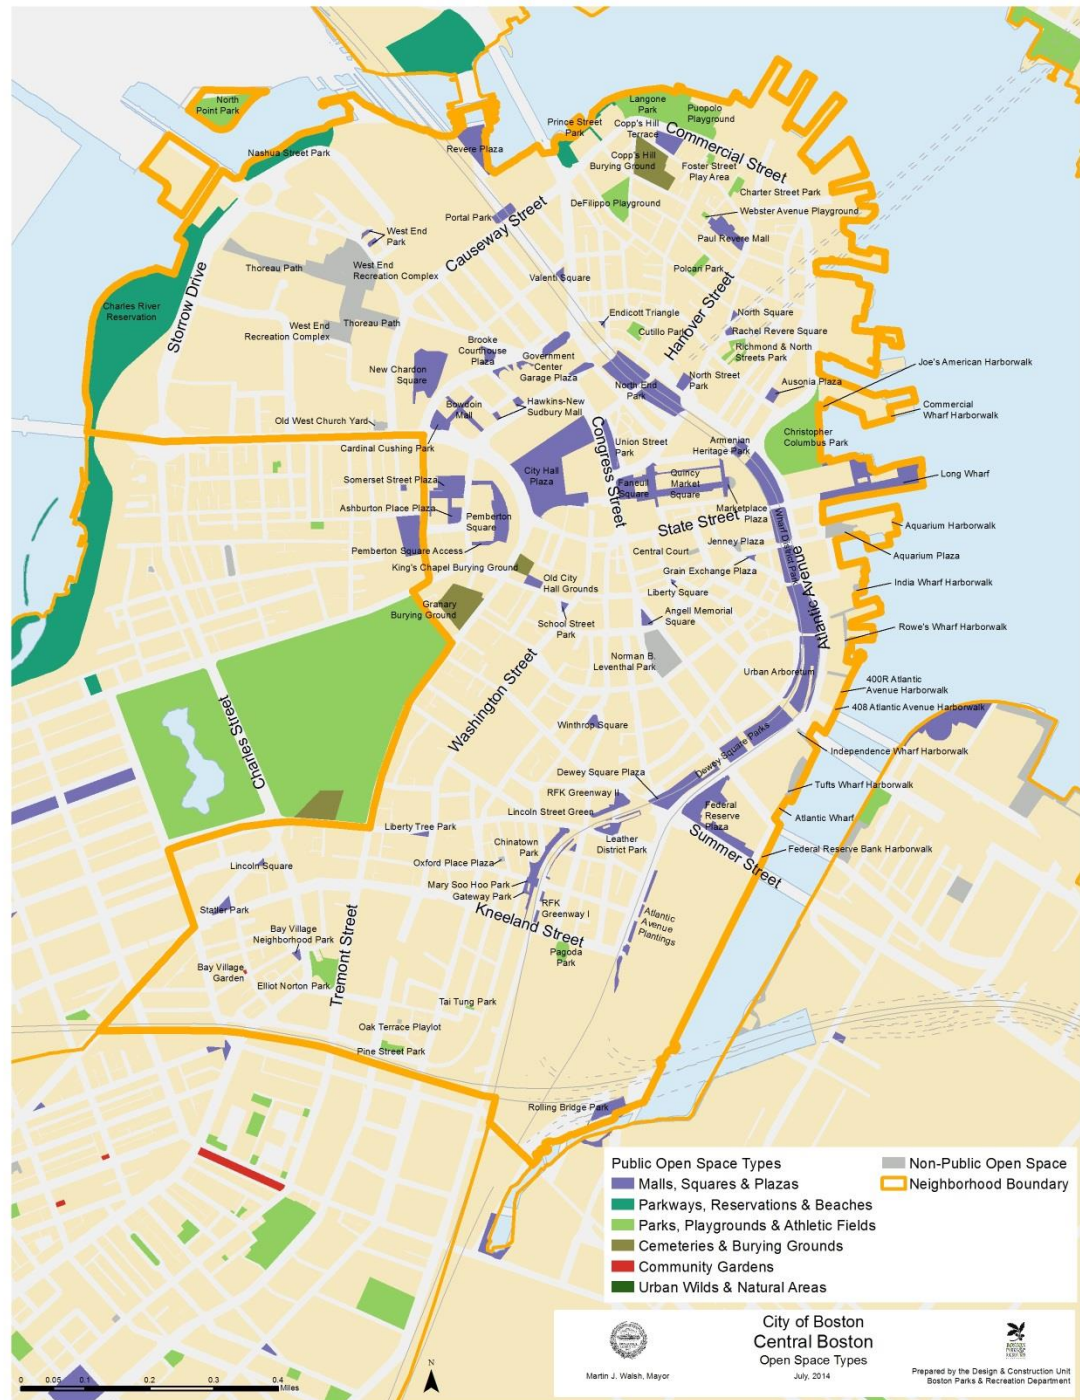 North
Point Park
Nashua Street Park
Revere Plaza
Prince Street
Park
Langone
Park
Puopolo
Playground
Copp's Hill
Terrace
Commercial Street
Copp's Hill
Burying Ground
Foster Street
Play Area
Charter Street Park
DeFilippo Playground
Webster Avenue Playground
Portal Park
Causeway Street
West End
Park
Paul Revere Mall
Thoreau Path
West End
Recreation Complex
Valenti Square
Polcari Park
Hanover Street
Charles River
Reservation
Storrow Drive
West End
Recreation Complex
Thoreau Path
Endicott Triangle
Cutillo Park
North Square
Rachel Revere Square
Richmond & North
Streets Park
Brooke
Courthouse
Plaza
Government
Center
Garage Plaza
New Chardon
Square
North End
Park
North Street
Park
Ausonia Plaza
Joe's American Harborwalk
Commercial
Wharf Harborwalk
Bowdoin
Mall
Hawkins-New
Sudbury Mall
Old West Church Yard
Cardinal Cushing Park
Congress Street
Union Street
Park
Armenian
Heritage Park
Christopher
Columbus Park
Somerset Street Plaza
City Hall
Plaza
Faneuil
Square
Quincy
Market
Square
Long Wharf
Ashburton Place Plaza
Pemberton
Square
Marketplace
Plaza
State Street
Wharf District Park
Aquarium Harborwalk
Pemberton Square Access
Central Court
Jenney Plaza
Aquarium Plaza
King's Chapel Burying Ground
Grain Exchange Plaza
Old City
Hall Grounds
Liberty Square
India Wharf Harborwalk
Granary
Burying Ground
School Street
Park
Angell Memorial
Square
Atlantic Avenue
Rowe's Wharf Harborwalk
Norman B.
Leventhal Park
Urban Arboretum
400R Atlantic
Avenue Harborwalk
Washington Street
408 Atlantic Avenue Harborwalk
Charles Street
Winthrop Square
Dewey Square Parks
Independence Wharf Harborwalk
Dewey Square Plaza
Tufts Wharf Harborwalk
RFK Greenway II
Lincoln Street Green
Federal
Reserve
Plaza
Atlantic Wharf
Liberty Tree Park
Chinatown
Park
Leather
District Park
Summer Street
Federal Reserve Bank Harborwalk
Lincoln Square
Oxford Place Plaza
Mary Soo Hoo Park
Gateway Park
Statler Park
Kneeland Street
RFK
Greenway I
Atlantic
Avenue
Plantings
Bay Village
Neighborhood Park
Tremont Street
Pagoda
Park
Bay Village
Garden
Elliot Norton Park
Tai Tung Park
Oak Terrace Playlot
Pine Street Park
Rolling Bridge Park
Public Open Space Types
Malls, Squares & Plazas
Parkways, Reservations & Beaches
Parks, Playgrounds & Athletic Fields
Cemeteries & Burying Grounds
Community Gardens
Urban Wilds & Natural Areas
Non-Public Open Space
Neighborhood Boundary
City of Boston
Central Boston
Open Space Types
July, 2014
Martin J. Walsh, Mayor
Prepared by the Design & Construction Unit
Boston Parks & Recreation Department
N
0 0.05 0.1 0.2 0.3 0.4
Miles